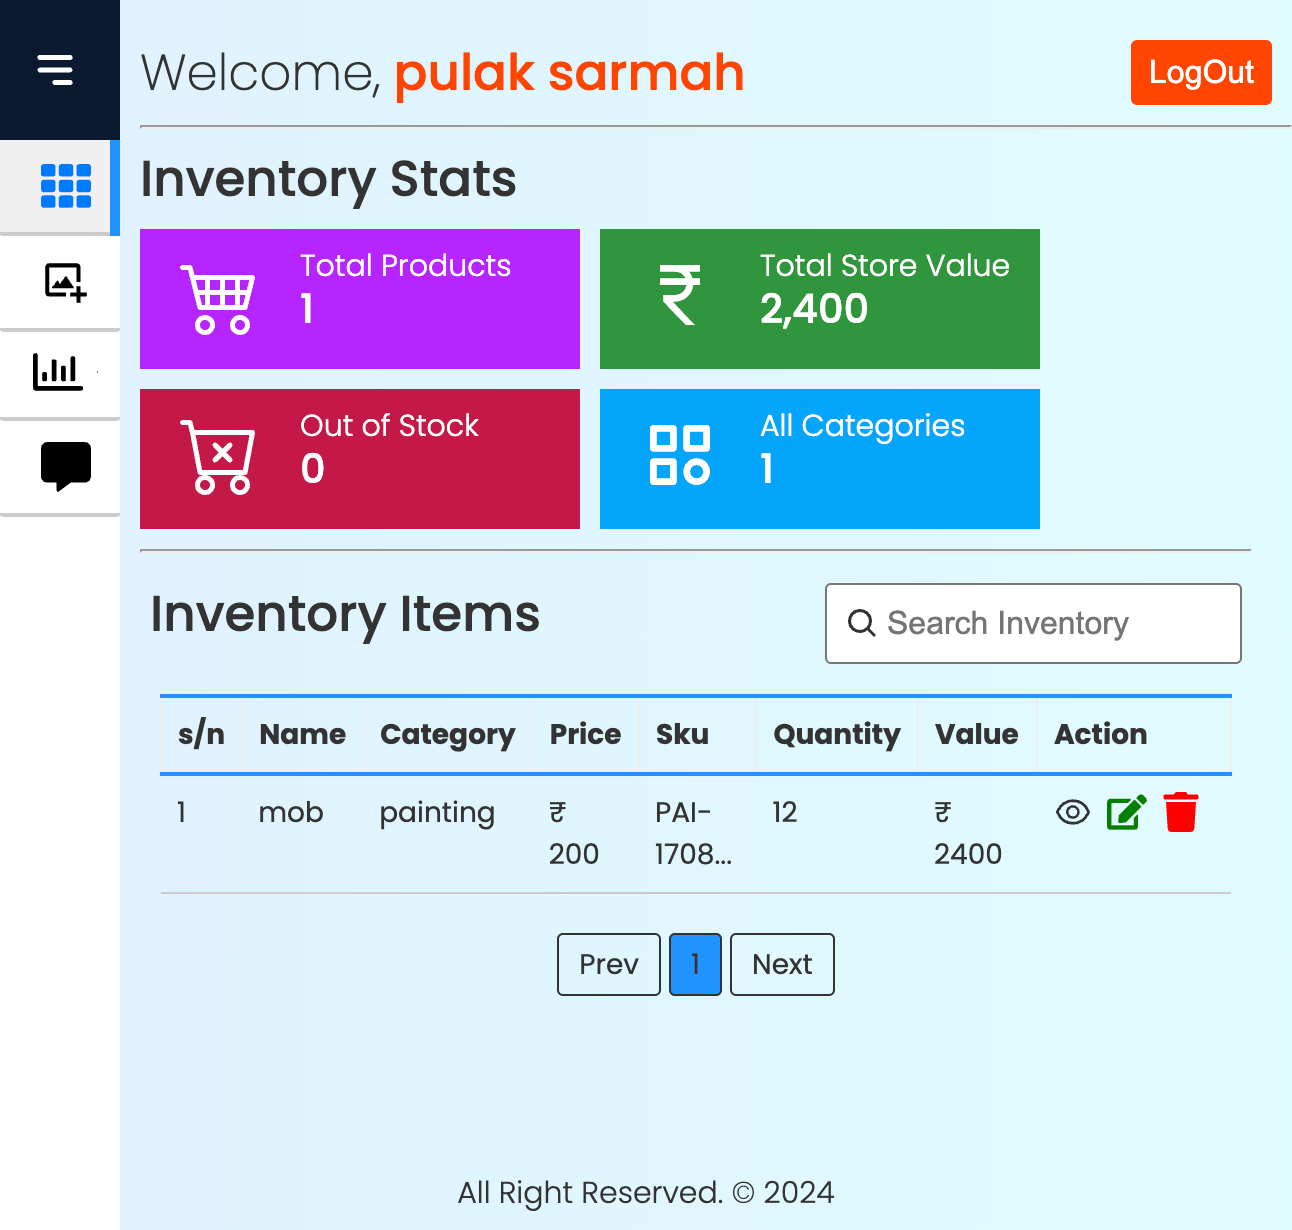 Welcome, pulak sarmah
LogOut
Inventory Stats
Total Products
1
₹
Total Store Value
2,400
Out of Stock
0
All Categories
1
Inventory Items
Search Inventory
s/n Name Category Price Sku Quantity Value Action
1 mob painting ₹ PAI- 12 ₹
200 1708... 2400
Prev 1 Next
All Right Reserved. © 2024